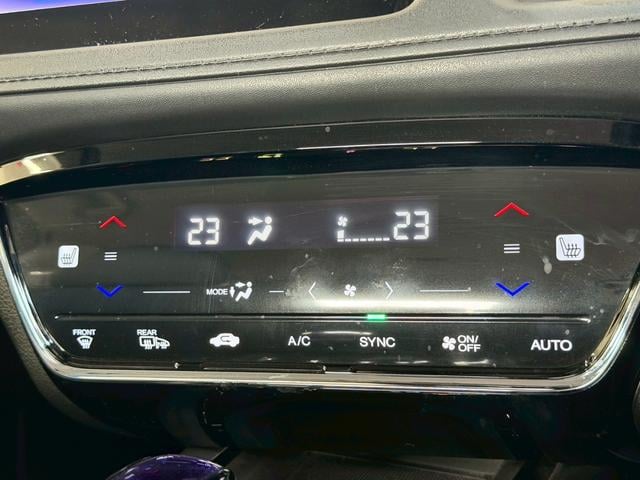 23 23
MODE
FRONT REAR A/C SYNC ON/OFF AUTO